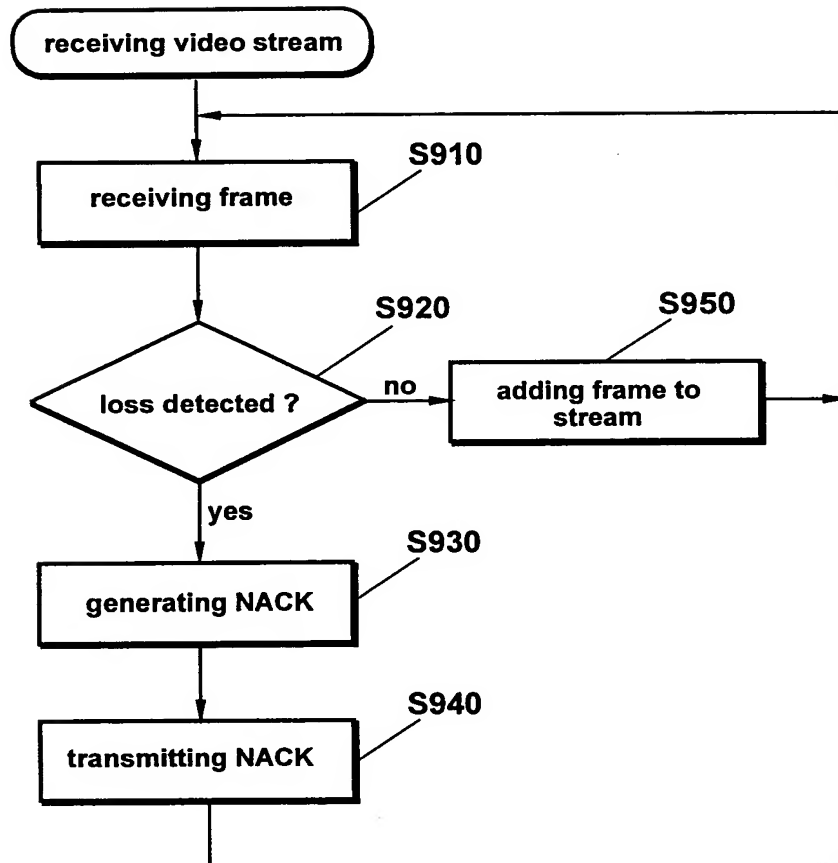 receiving video stream
S910
receiving frame
S920
loss detected ?
no
S950
adding frame to
stream
yes
S930
generating NACK
S940
transmitting NACK